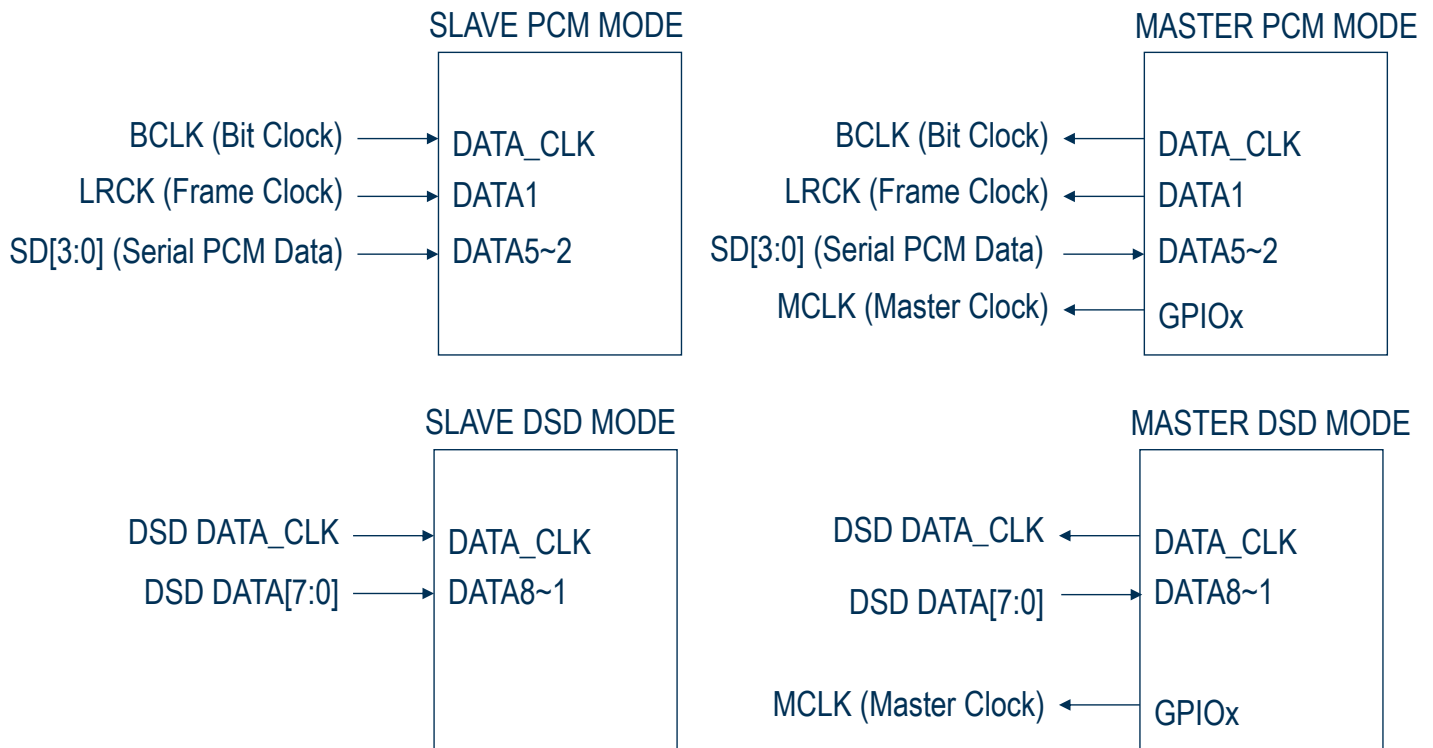 SLAVE PCM MODE
BCLK (Bit Clock)
DATA_CLK
LRCK (Frame Clock)
DATA1
SD[3:0] (Serial PCM Data)
DATA5~2
MASTER PCM MODE
BCLK (Bit Clock)
DATA_CLK
LRCK (Frame Clock)
DATA1
SD[3:0] (Serial PCM Data)
DATA5~2
MCLK (Master Clock)
GPIOx
SLAVE DSD MODE
DSD DATA_CLK
DATA_CLK
DSD DATA[7:0]
DATA8~1
MASTER DSD MODE
DSD DATA_CLK
DATA_CLK
DSD DATA[7:0]
DATA8~1
MCLK (Master Clock)
GPIOx